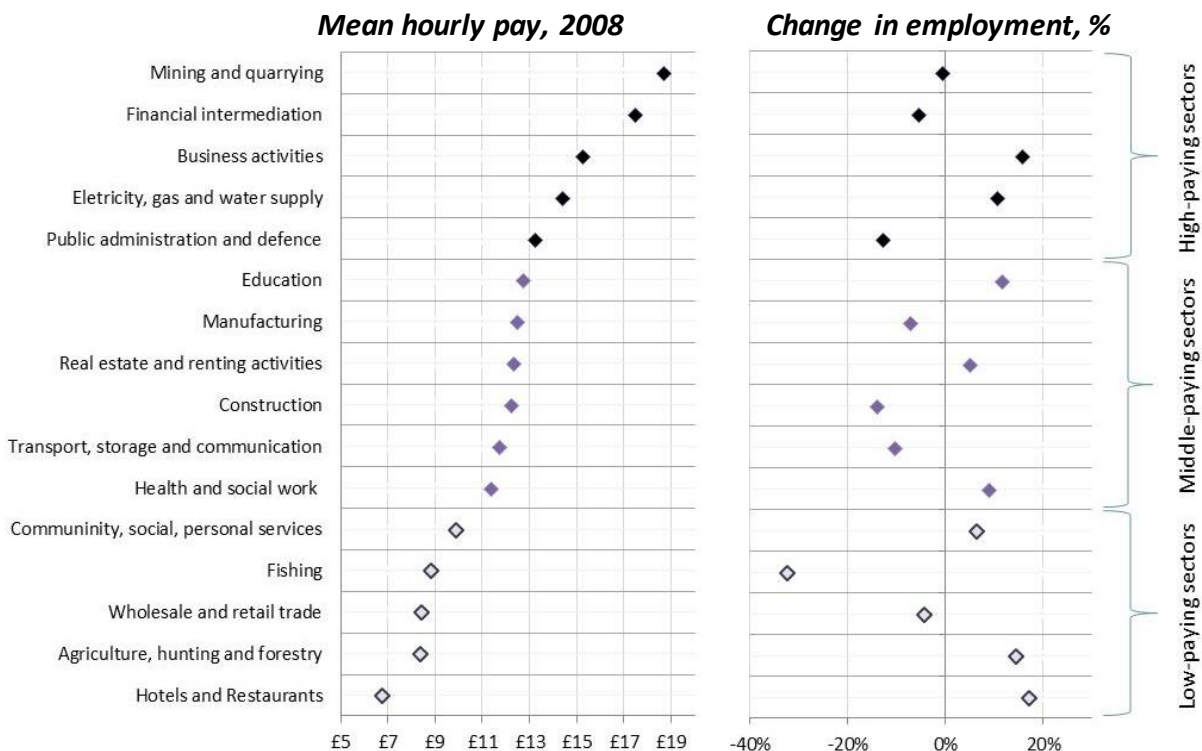 Mean hourly pay, 2008
Change in employment, %
Mining and quarrying
Financial intermediation
Business activities
Eletricity, gas and water supply
Public administration and defence
Education
Manufacturing
Real estate and renting activities
Construction
Transport, storage and communication
Health and social work
Communinity, social, personal services
Fishing
Wholesale and retail trade
Agriculture, hunting and forestry
Hotels and Restaurants
£5 £7 £9 £11 £13 £15 £17 £19
-40% -20% 0% 20%
High-paying sectors
Middle-paying sectors
Low-paying sectors